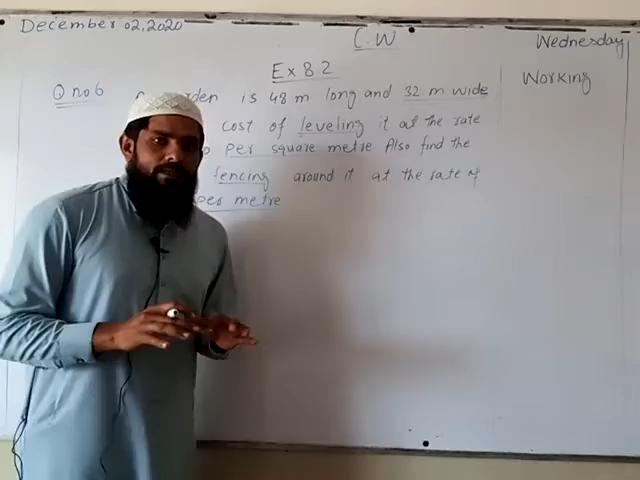 December 02, 2020
C.W
Wednesday
Ex 8 2
Working
Q no 6
rden is 48 m long and 32 m wide
cost of leveling it at the rate
per square metre Also find the
fencing around it at the rate of
per metre